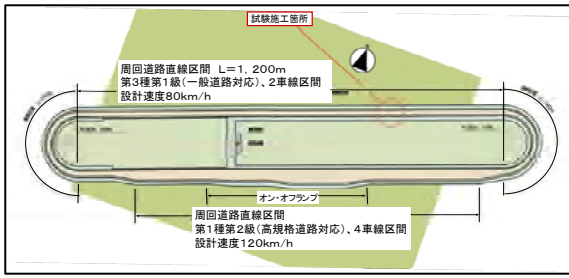 試験施工箇所
周回道路直線区間 L=1,200m
第3種第1級(一般道路対応)、2車線区間
設計速度80km/h
オン・オフランプ
周回道路直線区間
第1種第2級(高規格道路対応)、4車線区間
設計速度120km/h